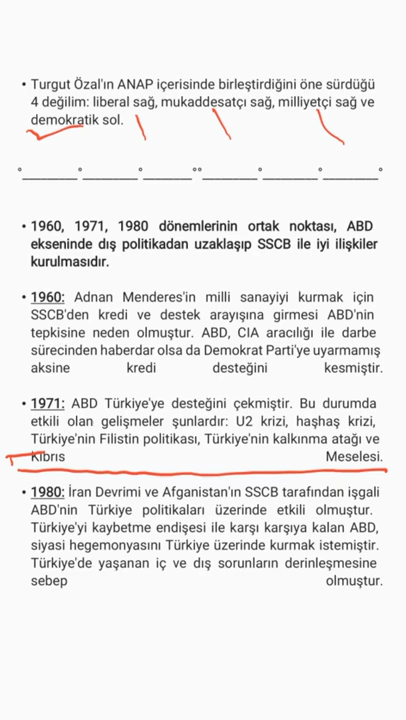 • Turgut Özal'ın ANAP içerisinde birleştirdiğini öne sürdüğü
4 değilim: liberal sağ, mukaddesatçı sağ, milliyetçi sağ ve
demokratik sol.
°_________°_________°________°°_________°_________°_________°
• 1960, 1971, 1980 dönemlerinin ortak noktası, ABD
ekseninde dış politikadan uzaklaşıp SSCB ile iyi ilişkiler
kurulmasıdır.
• 1960: Adnan Menderes'in milli sanayiyi kurmak için
SSCB'den kredi ve destek arayışına girmesi ABD'nin
tepkisine neden olmuştur. ABD, CIA aracılığı ile darbe
sürecinden haberdar olsa da Demokrat Parti'ye uyarmamış
aksine kredi desteğini kesmiştir.
• 1971: ABD Türkiye'ye desteğini çekmiştir. Bu durumda
etkili olan gelişmeler şunlardır: U2 krizi, haşhaş krizi,
Türkiye'nin Filistin politikası, Türkiye'nin kalkınma atağı ve
Kıbrıs Meselesi.
• 1980: İran Devrimi ve Afganistan'ın SSCB tarafından işgali
ABD'nin Türkiye politikaları üzerinde etkili olmuştur.
Türkiye'yi kaybetme endişesi ile karşı karşıya kalan ABD,
siyasi hegemonyasını Türkiye üzerinde kurmak istemiştir.
Türkiye'de yaşanan iç ve dış sorunların derinleşmesine
sebep olmuştur.